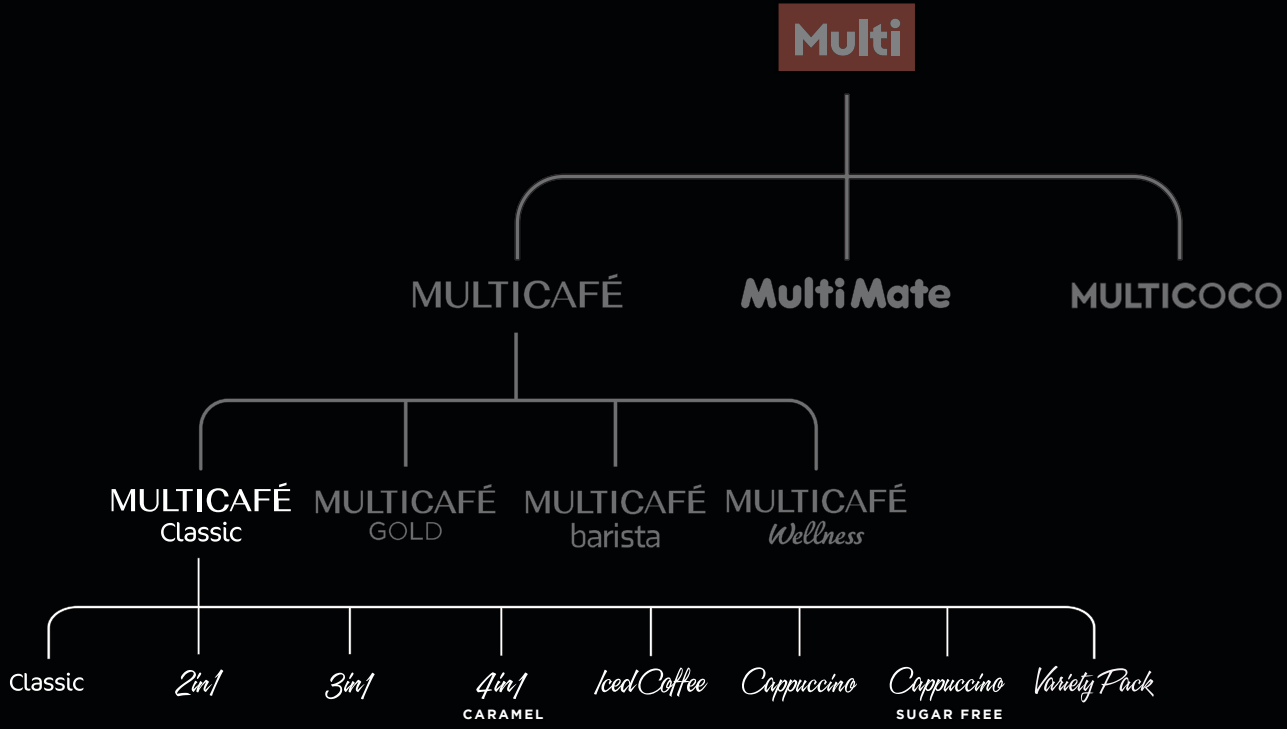 Multi
MULTICAFÉ
MultiMate
MULTICOCO
MULTICAFÉ
Classic
MULTICAFÉ
GOLD
MULTICAFÉ
barista
MULTICAFÉ
Wellness
Classic
2in1
3in1
4in1
CARAMEL
Iced Coffee
Cappuccino
Cappuccino
SUGAR FREE
Variety Pack